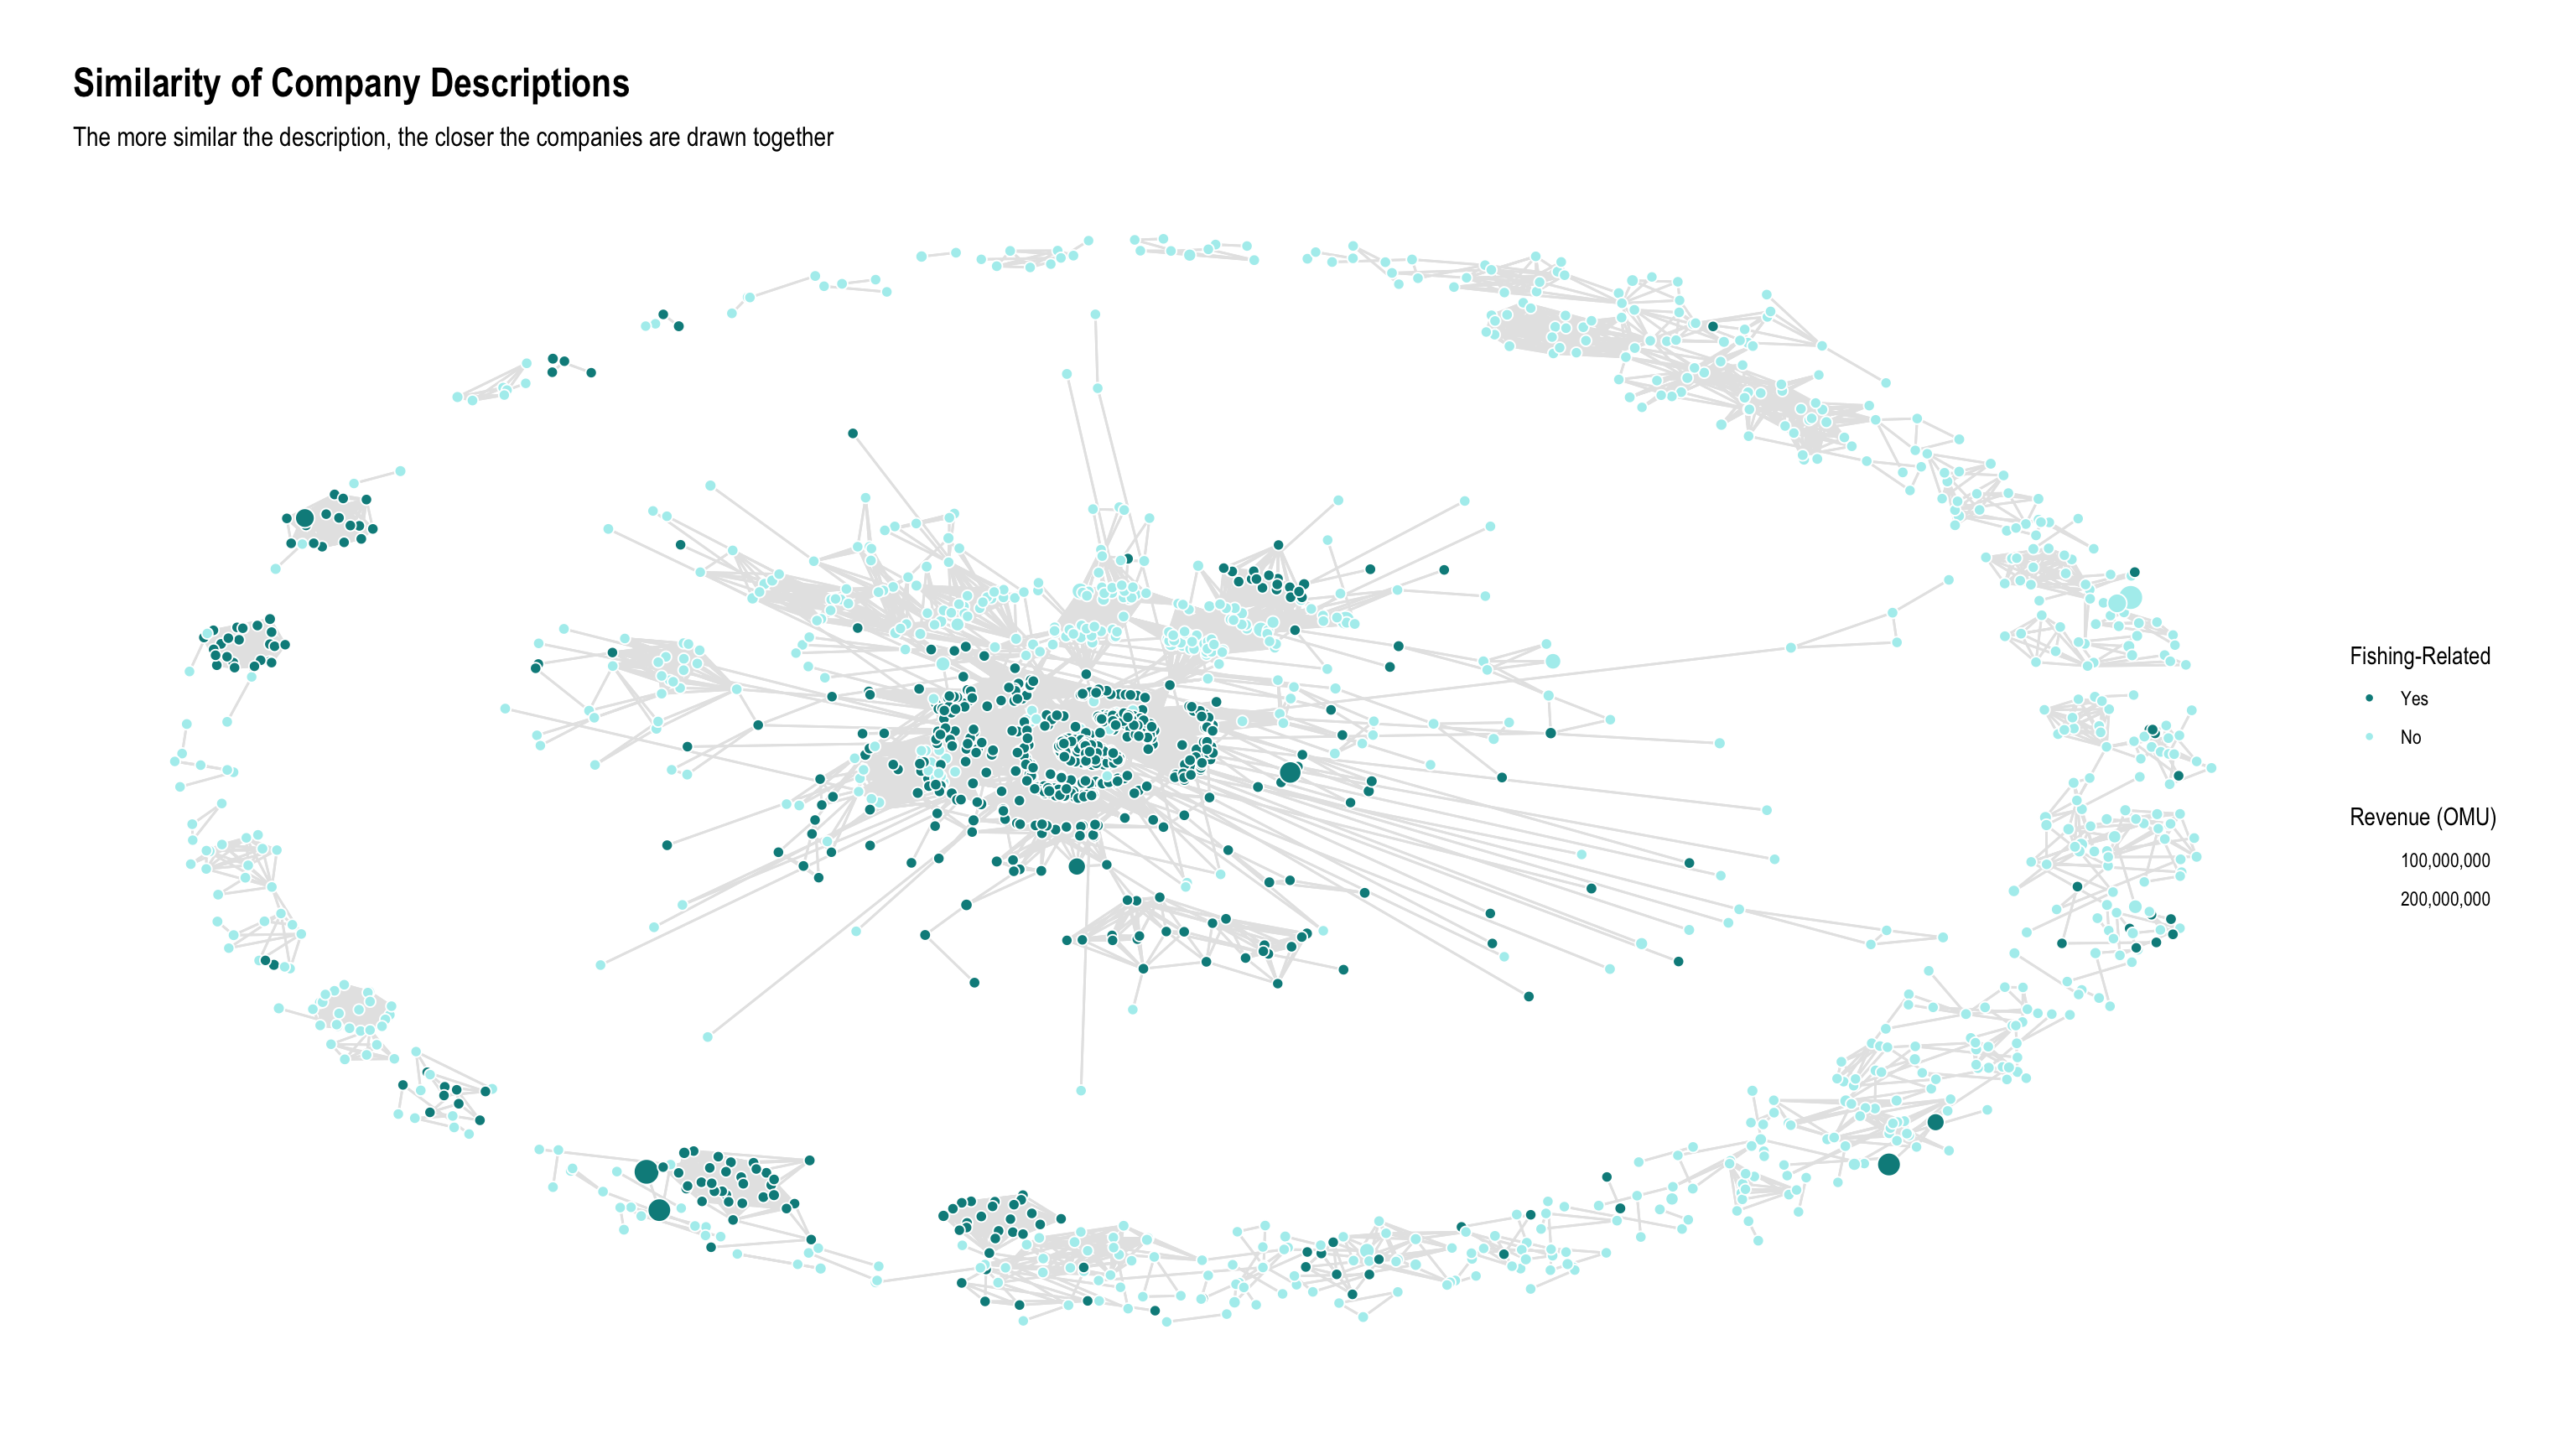 Similarity of Company Descriptions
The more similar the description, the closer the companies are drawn together
Fishing-Related
Yes
No
Revenue (OMU)
100,000,000
200,000,000